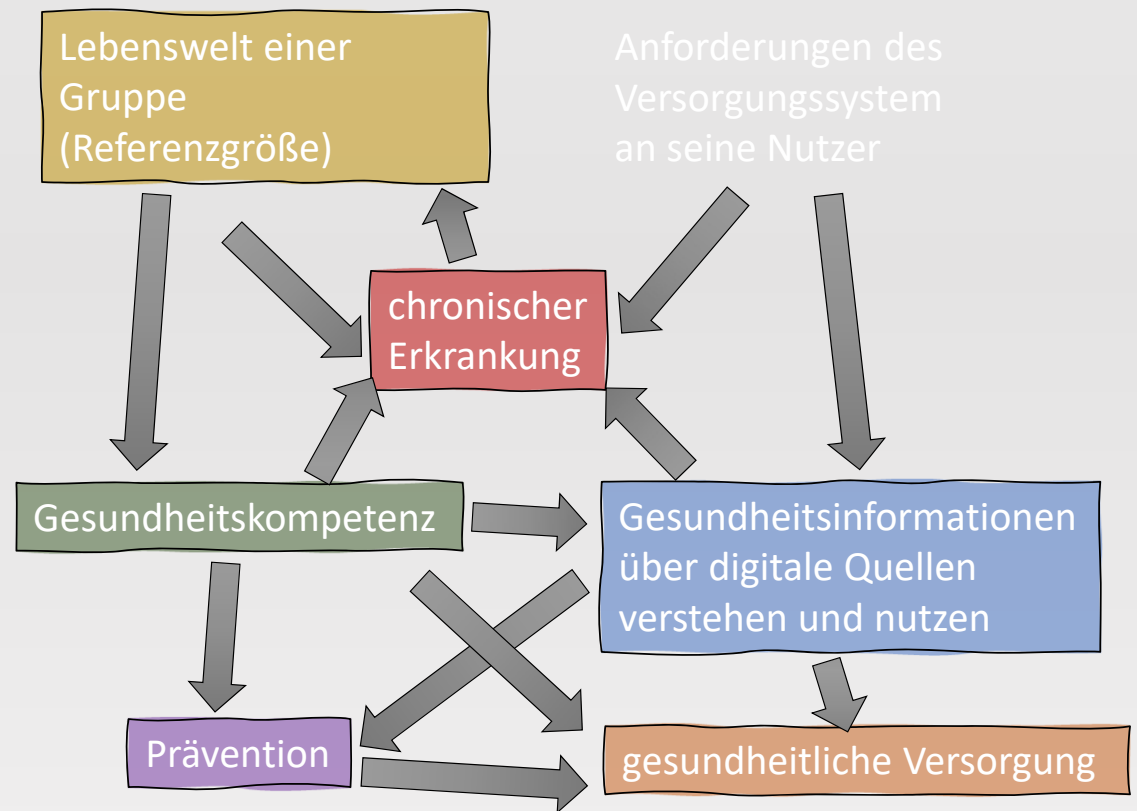 Lebenswelt einer
Gruppe
(Referenzgröße)
Anforderungen des
Versorgungssystem
an seine Nutzer
chronischer
Erkrankung
Gesundheitskompetenz
Gesundheitsinformationen
über digitale Quellen
verstehen und nutzen
Prävention
gesundheitliche Versorgung